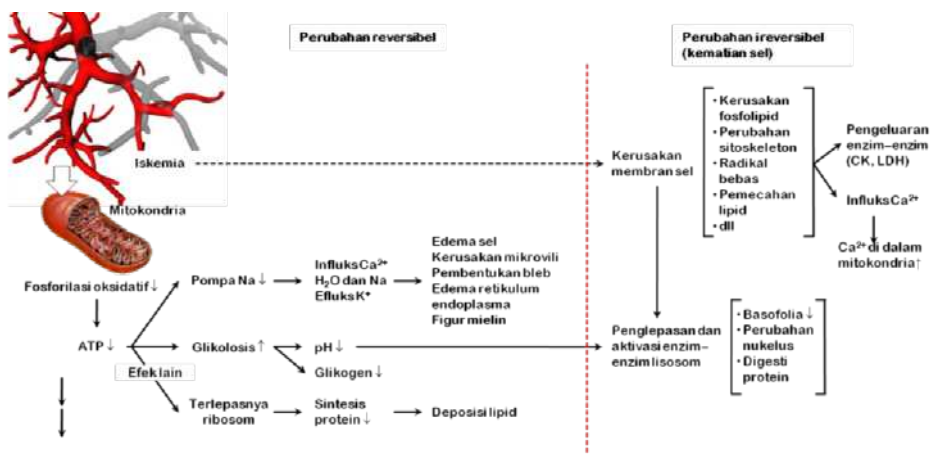 Perubahan reversibel
Perubahan ireversibel
(kematian sel)
Iskemia
Mitokondria
Fosforilasi oksidatif ↓
ATP ↓
Efek lain
Pompa Na ↓
InfluksCa²⁺
H₂O dan Na
Efluks K⁺
Edema sel
Kerusakan mikrovili
Pembentukan bleb
Edema retikulum
endoplasma
Figur mielin
Glikolosis ↑
pH ↓
Glikogen ↓
Terlepasnya
ribosom
Sintesis
protein ↓
Deposisi lipid
Kerusakan
membran sel
• Kerusakan
fosfolipid
• Perubahan
sitoskeleton
• Radikal
bebas
• Pemecahan
lipid
• dll
Pengeluaran
enzim–enzim
(CK, LDH)
InfluksCa²⁺
Ca²⁺ di dalam
mitokondria↑
Penglepasan dan
aktivasi enzim–
enzim lisosom
• Basofolia ↓
• Perubahan
nukelus
• Digesti
protein